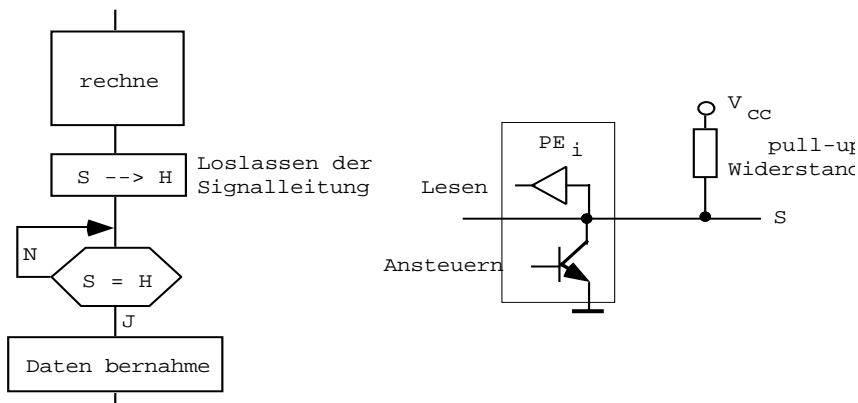 rechne
S --> H
Loslassen der
Signalleitung
N
S = H
J
Daten bernahme
PE i
Lesen
Ansteuern
V cc
pull-up
Widerstand
S